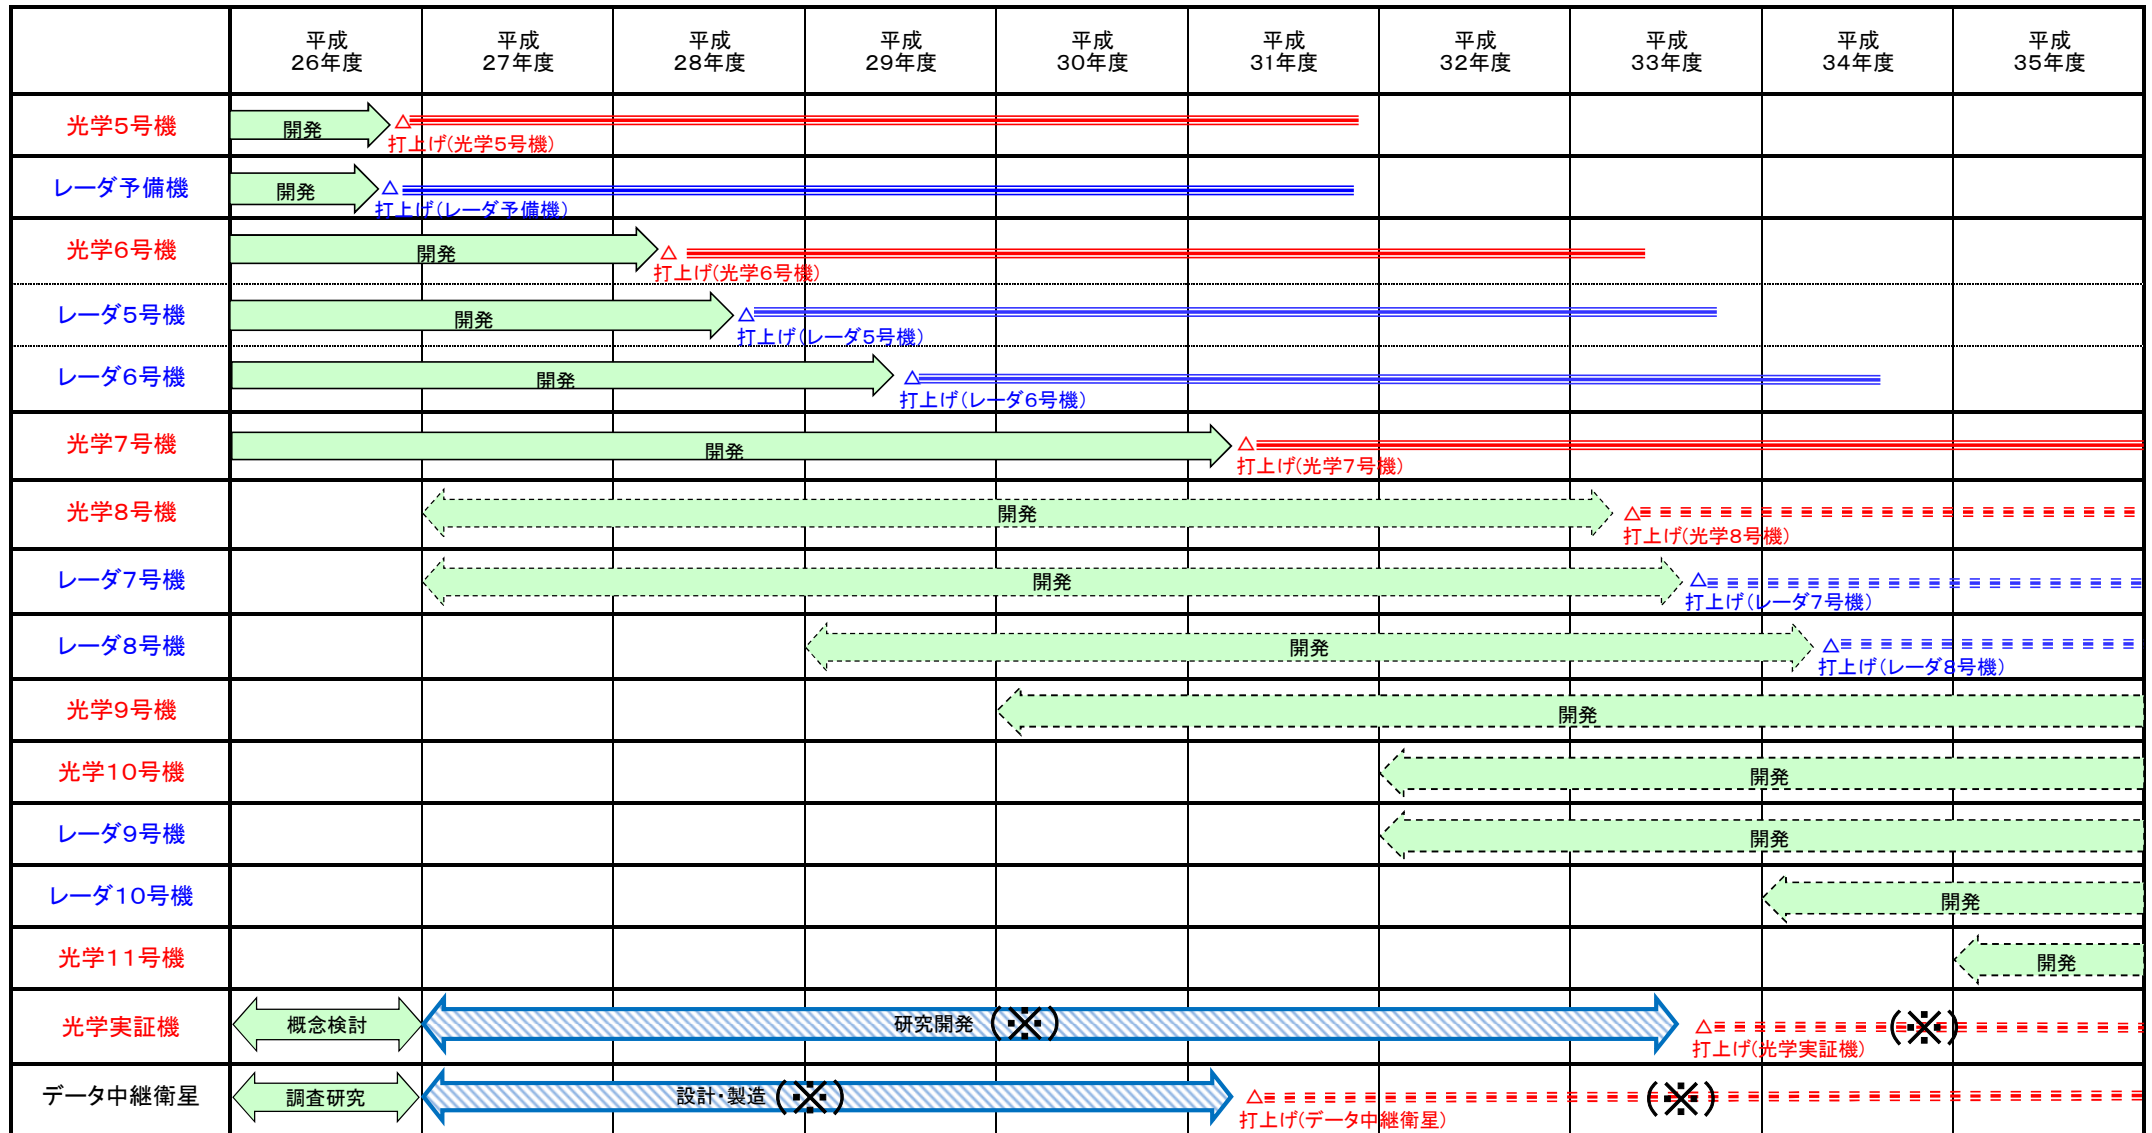 平成
26年度
平成
27年度
平成
28年度
平成
29年度
平成
30年度
平成
31年度
平成
32年度
平成
33年度
平成
34年度
平成
35年度
光学5号機
開発
△
打上げ(光学5号機)
レーダ予備機
開発
△
打上げ(レーダ予備機)
光学6号機
開発
△
打上げ(光学6号機)
レーダ5号機
開発
△
打上げ(レーダ5号機)
レーダ6号機
開発
△
打上げ(レーダ6号機)
光学7号機
開発
△
打上げ(光学7号機)
光学8号機
開発
△
打上げ(光学8号機)
レーダ7号機
開発
△
打上げ(レーダ7号機)
レーダ8号機
開発
△
打上げ(レーダ8号機)
光学9号機
開発
光学10号機
開発
レーダ9号機
開発
レーダ10号機
開発
光学11号機
開発
光学実証機
概念検討
研究開発(※)
△
(※)
打上げ(光学実証機)
データ中継衛星
調査研究
設計・製造(※)
△
(※)
打上げ(データ中継衛星)